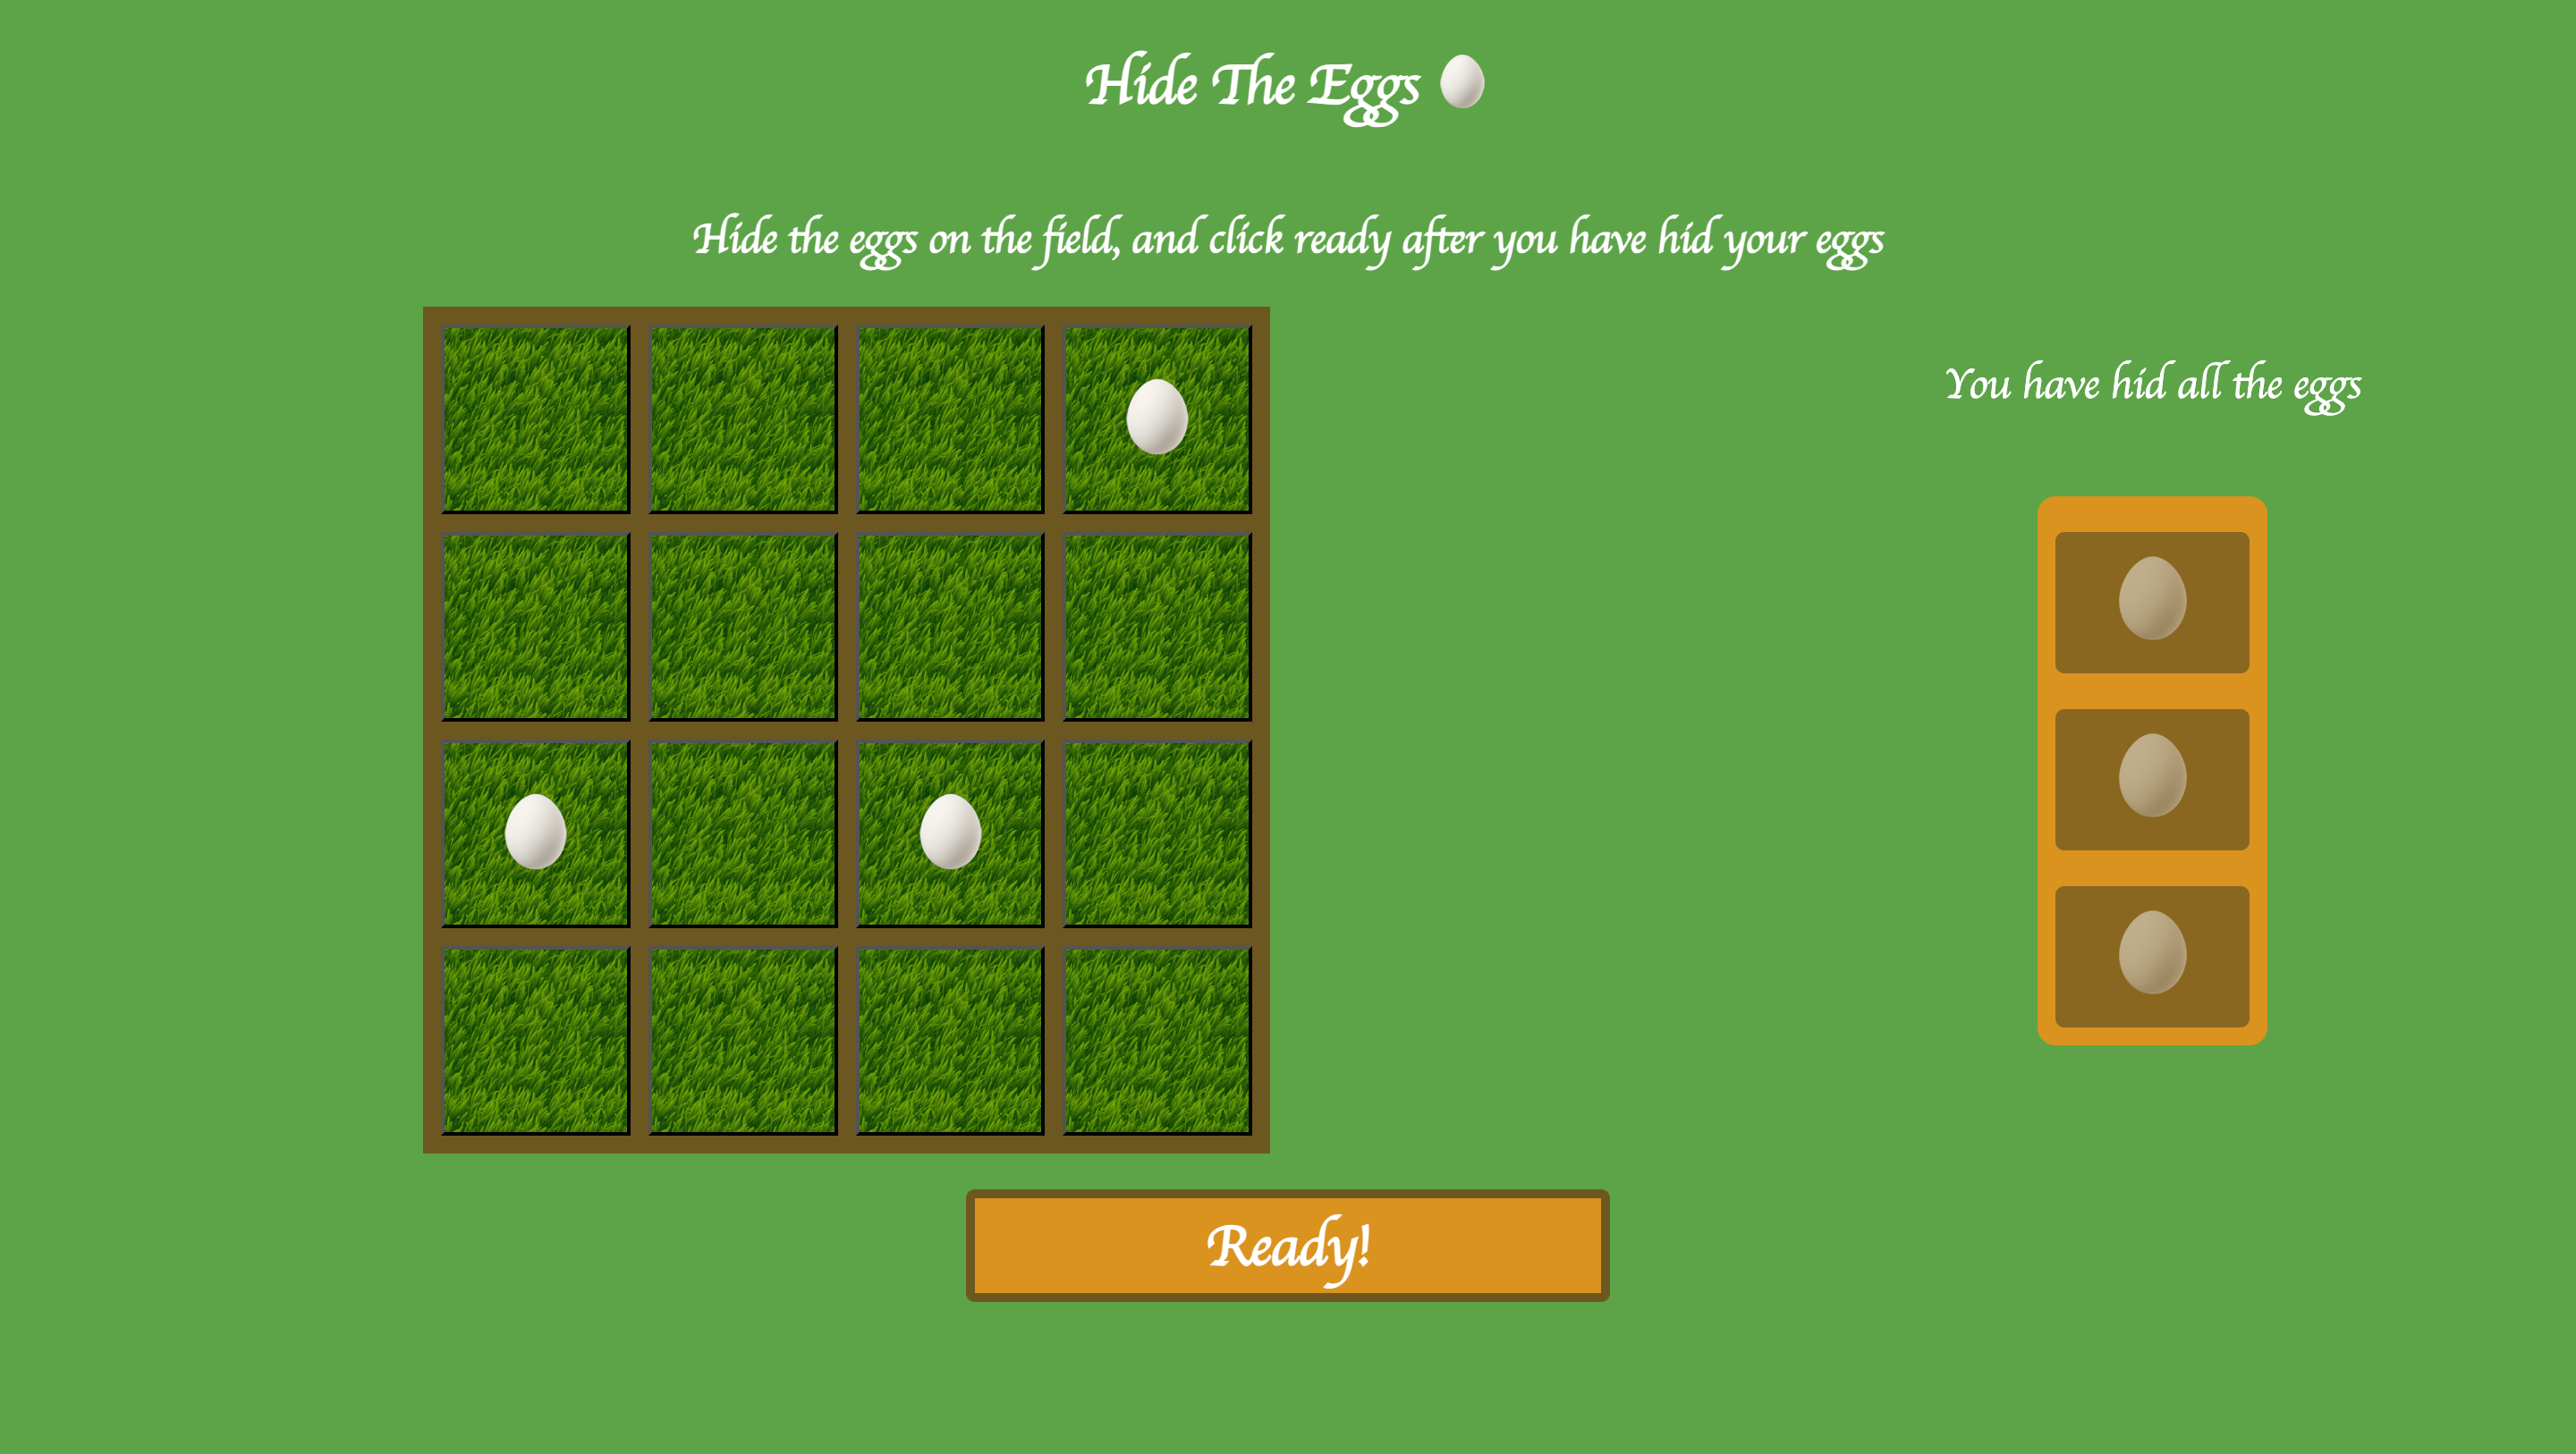 Hide The Eggs
Hide the eggs on the field, and click ready after you have hid your eggs
You have hid all the eggs
Ready!